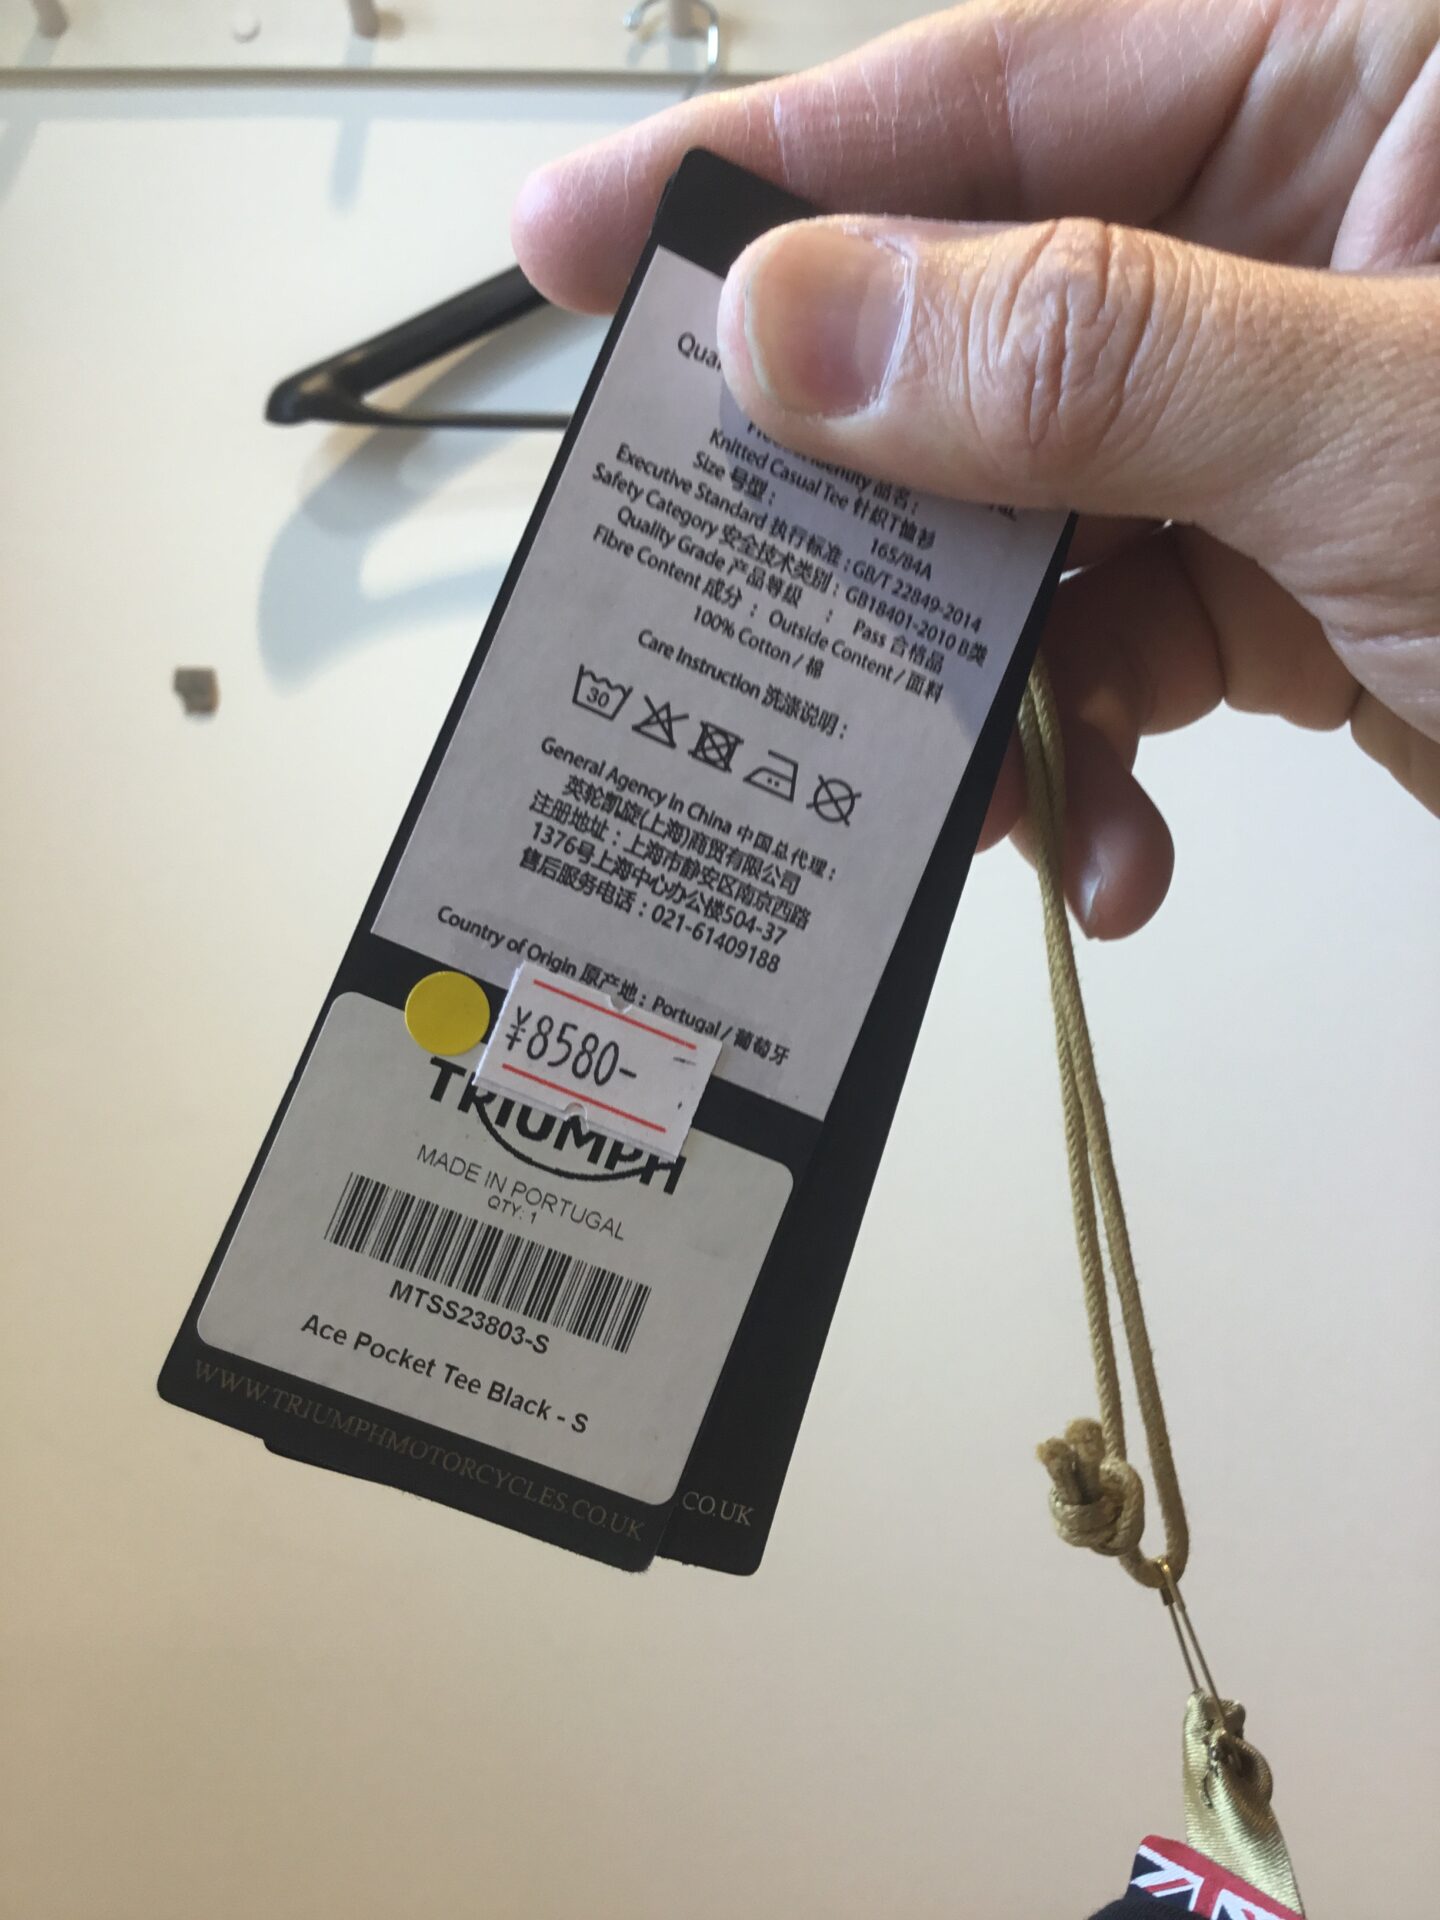 Knitted Casual Tee 针织T恤衫
Size 号型： 165/84A
Executive Standard 执行标准：GB/T 22849-2014
Safety Category 安全技术类别：GB18401-2010 B类
Quality Grade 产品等级 ： Pass 合格品
Fibre Content 成分 ： Outside Content / 面料
100% Cotton / 棉
Care Instruction 洗涤说明：
30
General Agency in China 中国总代理：
英轮凯旋(上海)商贸有限公司
注册地址：上海市静安区南京西路
1376号上海中心办公楼504-37
售后服务电话：021-61409188
Country of Origin 原产地：Portugal / 葡萄牙
¥8580-
TRIUMPH
MADE IN PORTUGAL
QTY: 1
MTSS23803-S
Ace Pocket Tee Black - S
WWW.TRIUMPHMOTORCYCLES.CO.UK
CO.UK